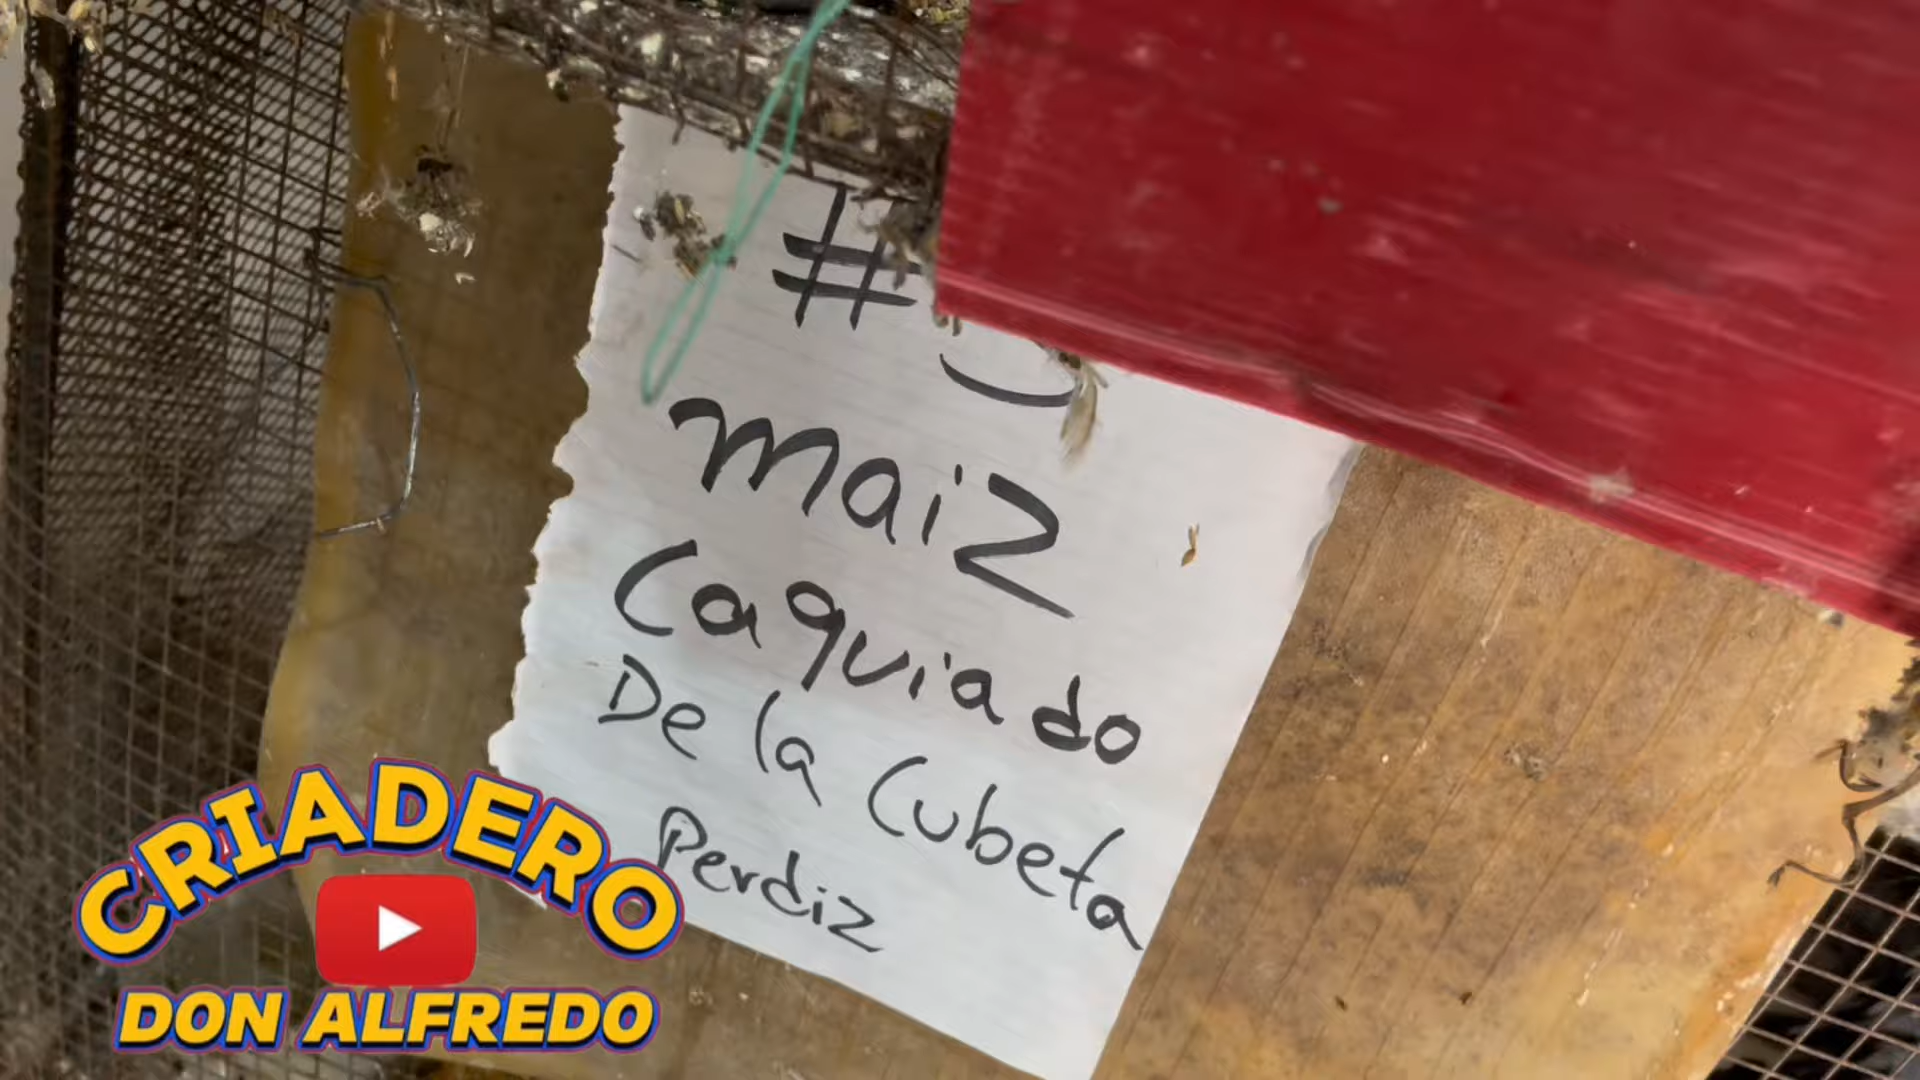 #
maiz
Caquiado
De la Cubeta
Perdiz
CRIADERO
DON ALFREDO